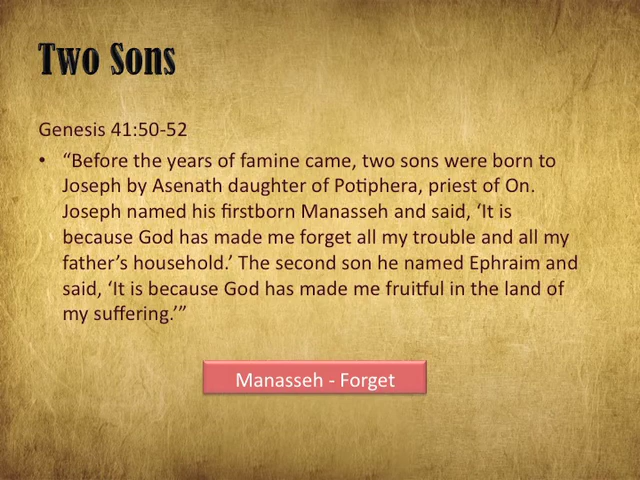 Two Sons
Genesis 41:50-52
• “Before the years of famine came, two sons were born to
Joseph by Asenath daughter of Potiphera, priest of On.
Joseph named his firstborn Manasseh and said, ‘It is
because God has made me forget all my trouble and all my
father’s household.’ The second son he named Ephraim and
said, ‘It is because God has made me fruitful in the land of
my suffering.’”
Manasseh - Forget